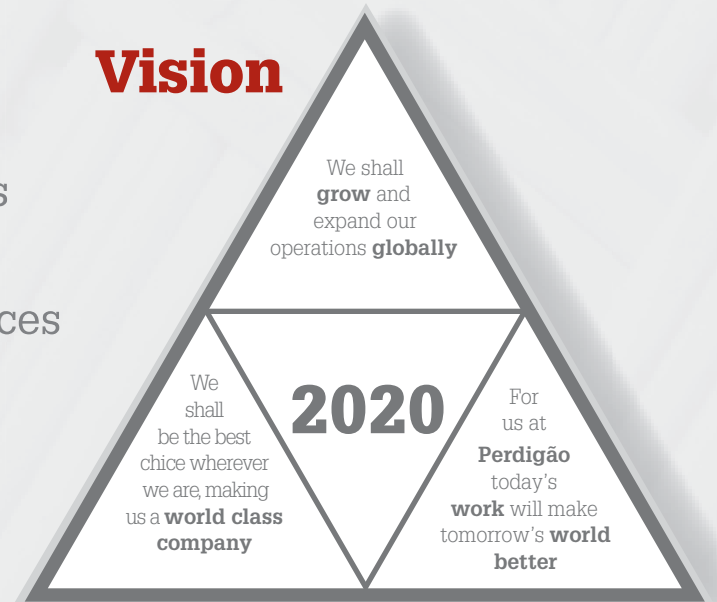 Vision
s
ces
We shall
grow and
expand our
operations globally
We
shall
be the best
chice wherever
we are, making
us a world class
company
2020
For
us at
Perdigão
today's
work will make
tomorrow's world
better